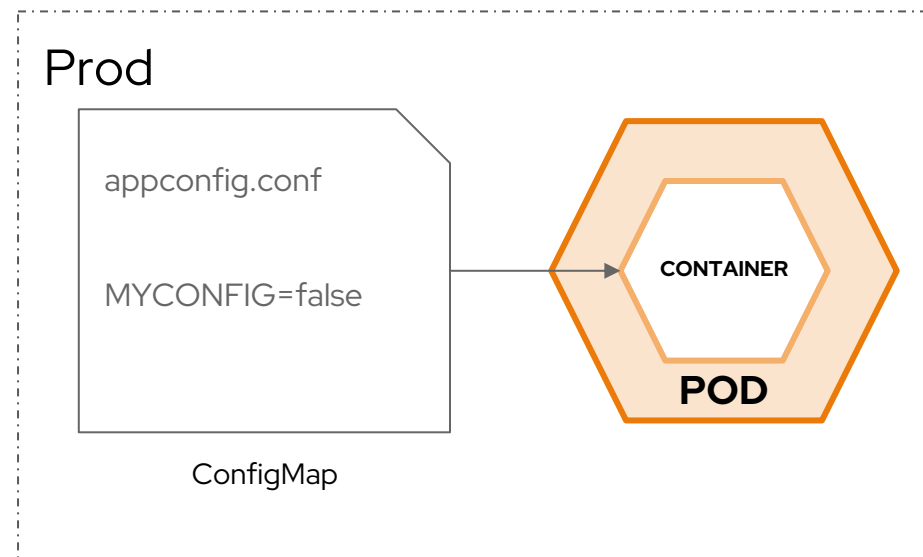 Prod
appconfig.conf
MYCONFIG=false
ConfigMap
CONTAINER
POD